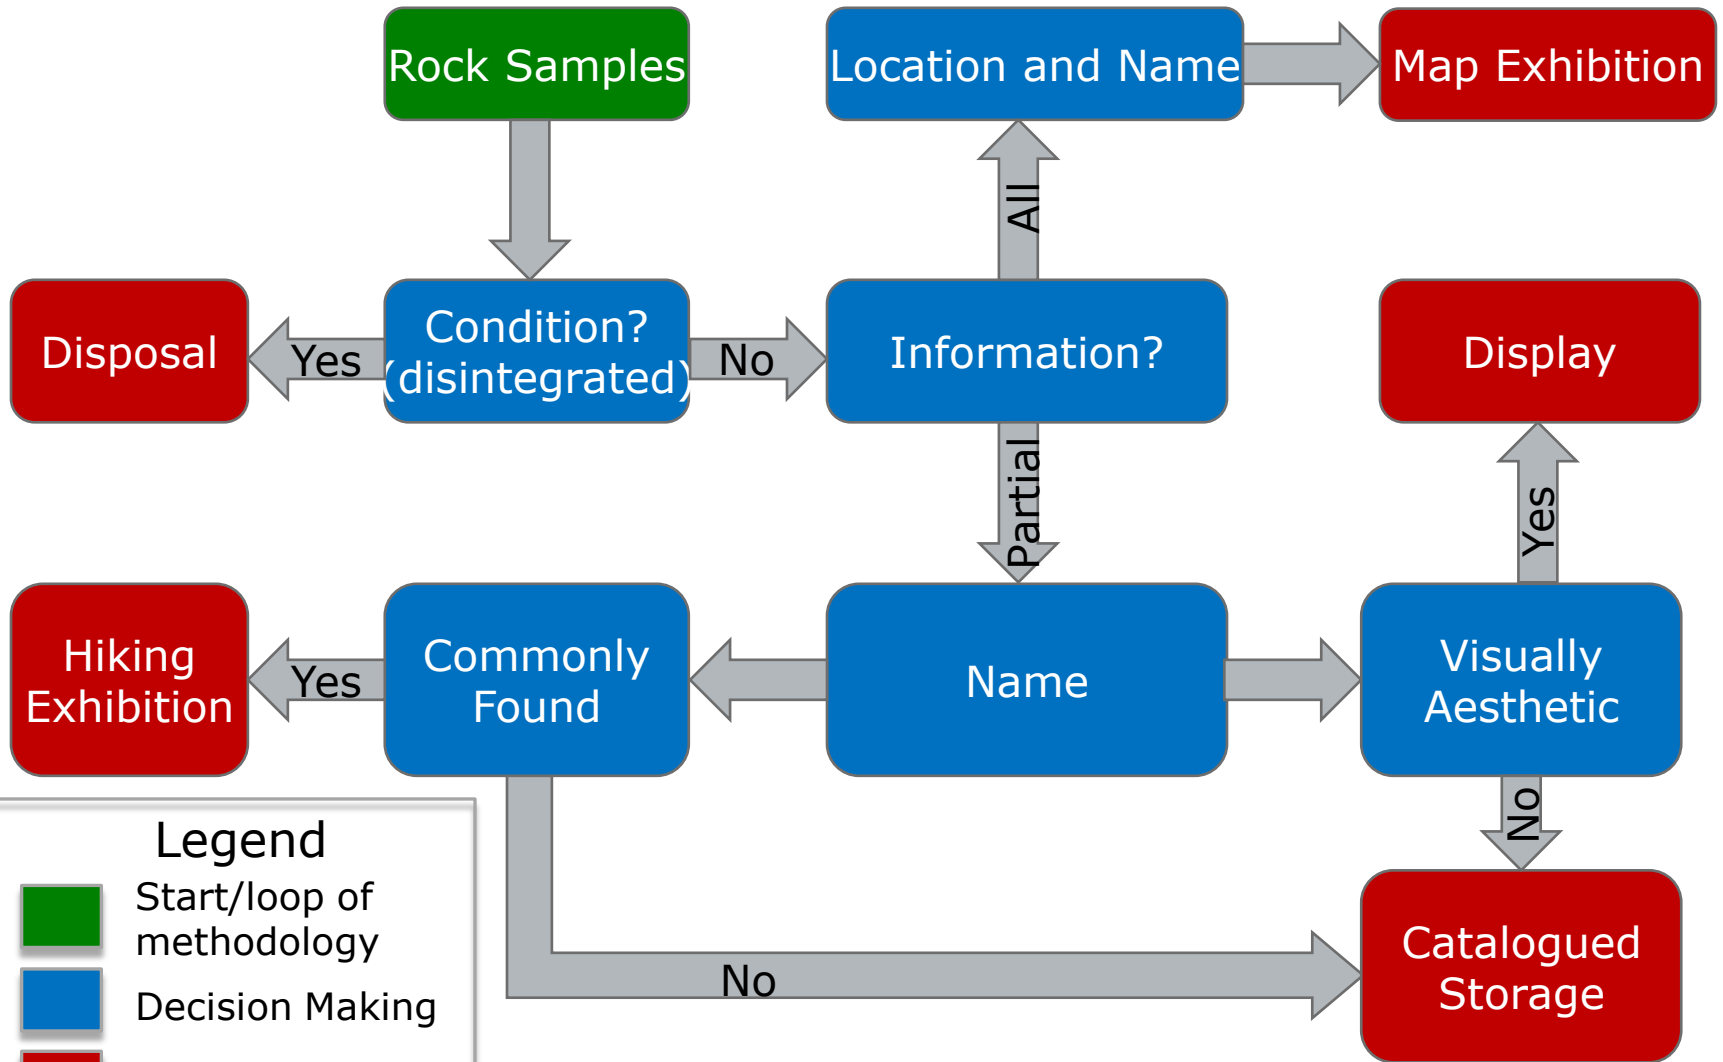 Rock Samples
Location and Name
Map Exhibition
All
Disposal
Yes
Condition?
(disintegrated)
No
Information?
Display
Partial
Yes
Hiking
Exhibition
Yes
Commonly
Found
Name
Visually
Aesthetic
No
Legend
Start/loop of
methodology
Decision Making
No
Catalogued
Storage